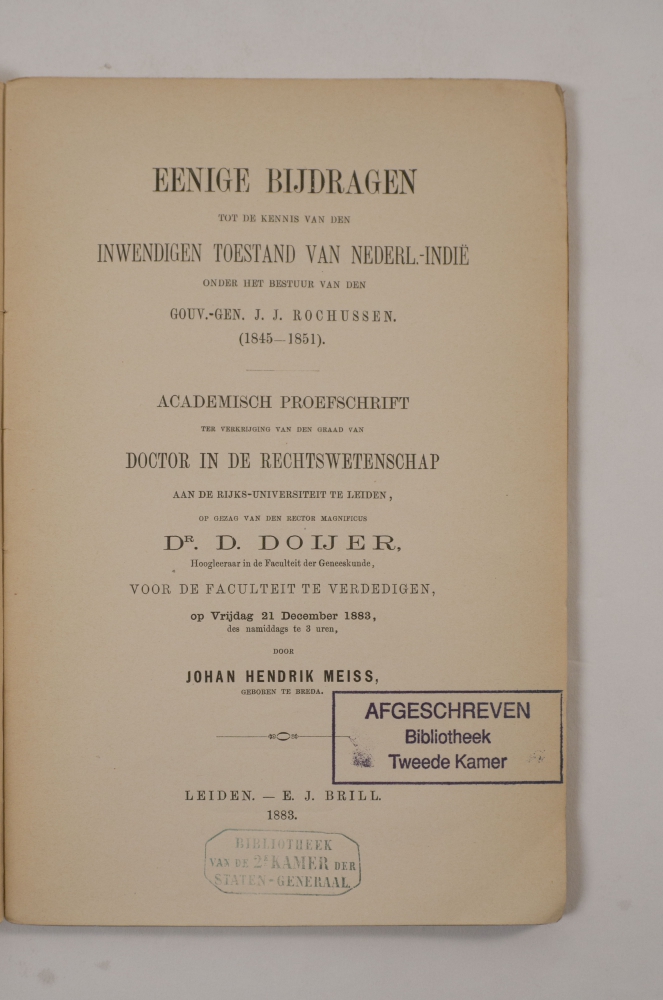 EENIGE BIJDRAGEN
TOT DE KENNIS VAN DEN
INWENDIGEN TOESTAND VAN NEDERL.-INDIË
ONDER HET BESTUUR VAN DEN
GOUV.-GEN. J. J. ROCHUSSEN.
(1845—1851).
ACADEMISCH PROEFSCHRIFT
TER VERKRIJGING VAN DEN GRAAD VAN
DOCTOR IN DE RECHTSWETENSCHAP
AAN DE RIJKS-UNIVERSITEIT TE LEIDEN,
OP GEZAG VAN DEN RECTOR MAGNIFICUS
DR. D. DOIJER,
Hoogleeraar in de Faculteit der Geneeskunde,
VOOR DE FACULTEIT TE VERDEDIGEN,
op Vrijdag 21 December 1883,
des namiddags te 3 uren,
DOOR
JOHAN HENDRIK MEISS,
GEBOREN TE BREDA.
AFGESCHREVEN
Bibliotheek
Tweede Kamer
LEIDEN. — E. J. BRILL.
1883.
BIBLIOTHEEK
VAN DE 2e KAMER DER
STATEN-GENERAAL.